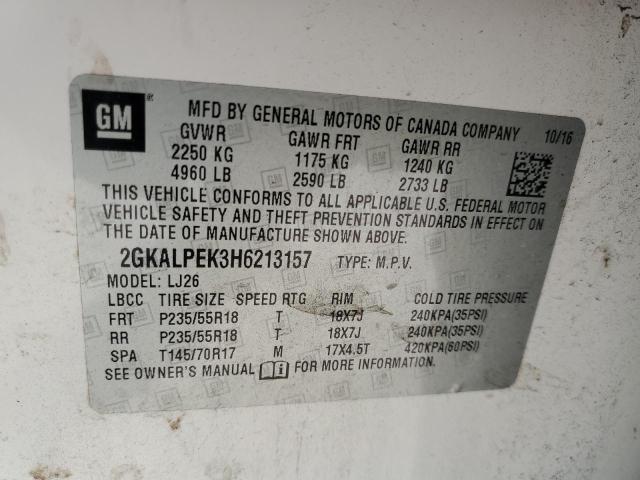 GM
MFD BY GENERAL MOTORS OF CANADA COMPANY 10/16
GVWR GAWR FRT GAWR RR
2250 KG 1175 KG 1240 KG
4960 LB 2590 LB 2733 LB
THIS VEHICLE CONFORMS TO ALL APPLICABLE U.S. FEDERAL MOTOR
VEHICLE SAFETY AND THEFT PREVENTION STANDARDS IN EFFECT ON
THE DATE OF MANUFACTURE SHOWN ABOVE.
2GKALPEK3H6213157 TYPE: M.P.V.
MODEL: LJ26
LBCC TIRE SIZE SPEED RTG RIM COLD TIRE PRESSURE
FRT P235/55R18 T 18X7J 240KPA(35PSI)
RR P235/55R18 T 18X7J 240KPA(35PSI)
SPA T145/70R17 M 17X4.5T 420KPA(60PSI)
SEE OWNER'S MANUAL FOR MORE INFORMATION.